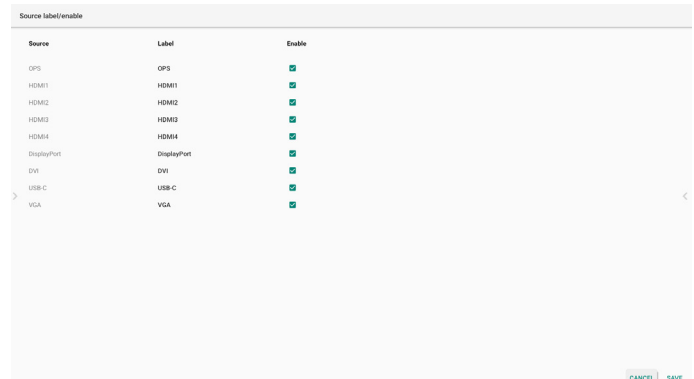 Source label/enable
Source Label Enable
OPS OPS
HDMI1 HDMI1
HDMI2 HDMI2
HDMI3 HDMI3
HDMI4 HDMI4
DisplayPort DisplayPort
DVI DVI
USB-C USB-C
VGA VGA
CANCEL SAVE